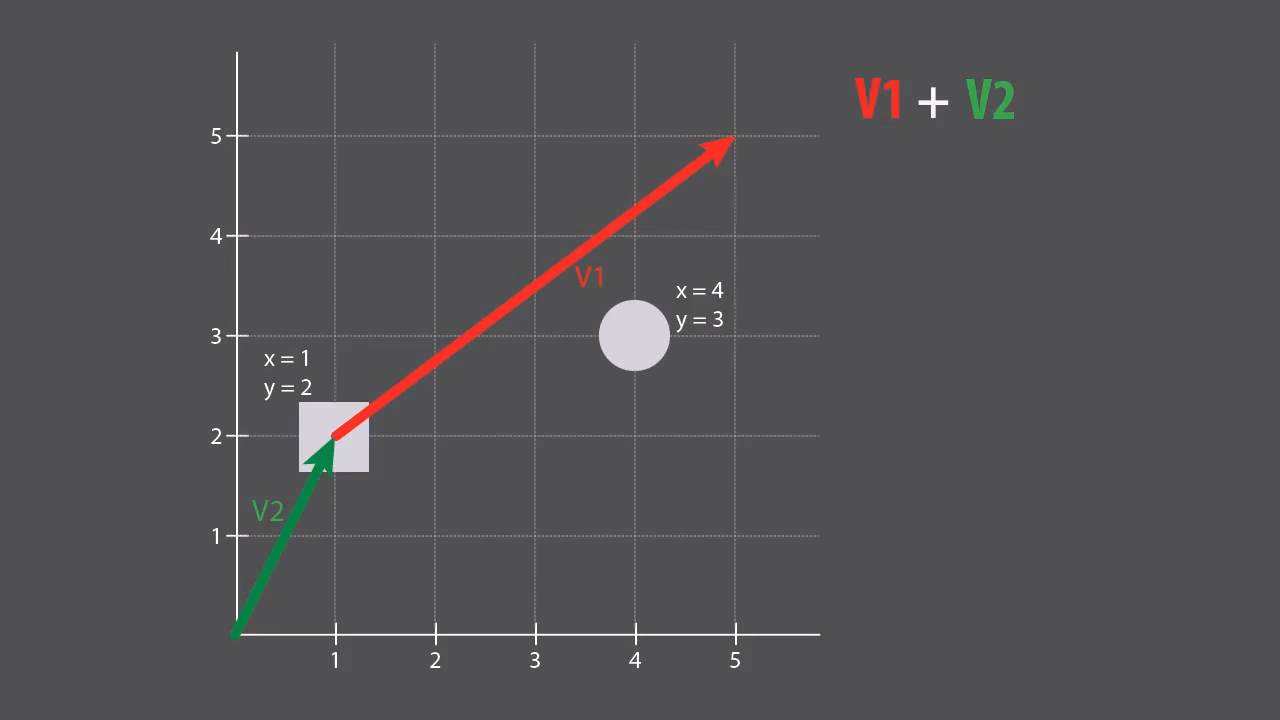 V1 + V2
5
4
V1
x = 4
y = 3
3
x = 1
y = 2
2
V2
1
1 2 3 4 5